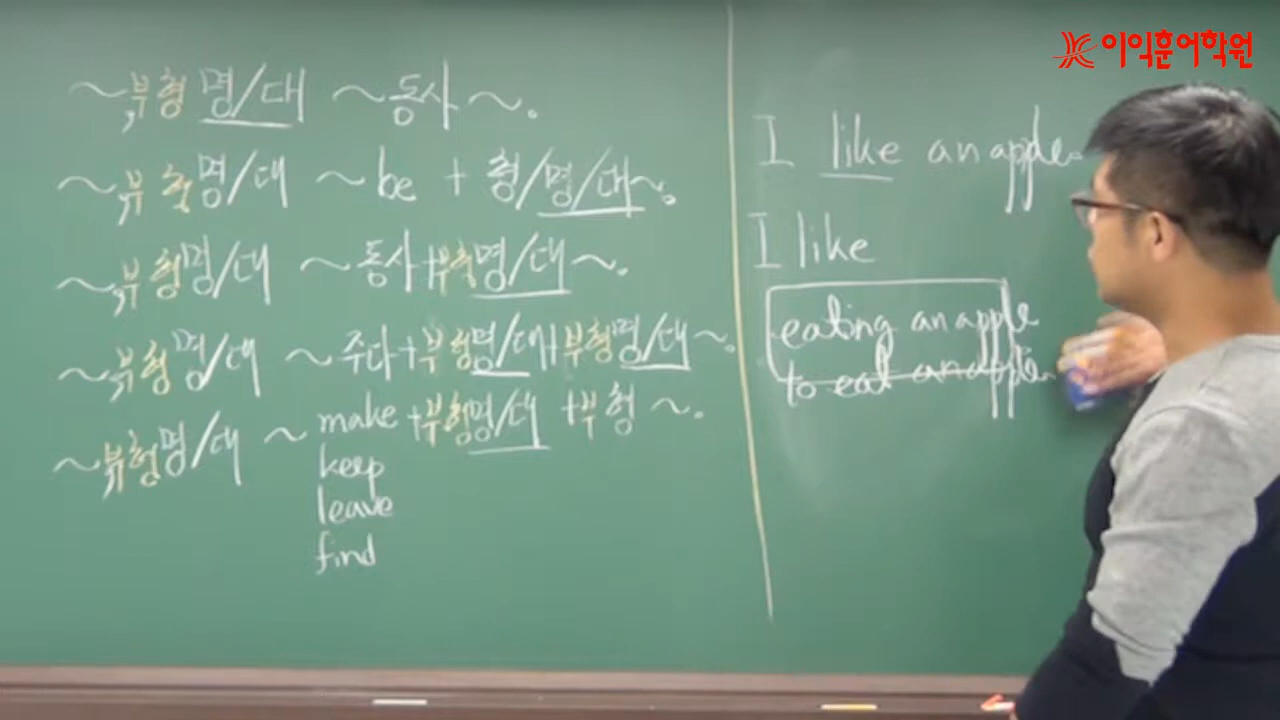 이익훈어학원
~, 부형 명/대 ~ 동사 ~.
~, 부형 명/대 ~ be + 형/명/대 ~.
~, 부형 명/대 ~ 동사 + 부형 명/대 ~.
~, 부형 명/대 ~ 주다 + 부형 명/대 + 부형 명/대 ~.
~, 부형 명/대 ~ make + 부형 명/대 + 부형 ~.
keep
leave
find
I like an apple
I like
eating an apple
to eat an apple.